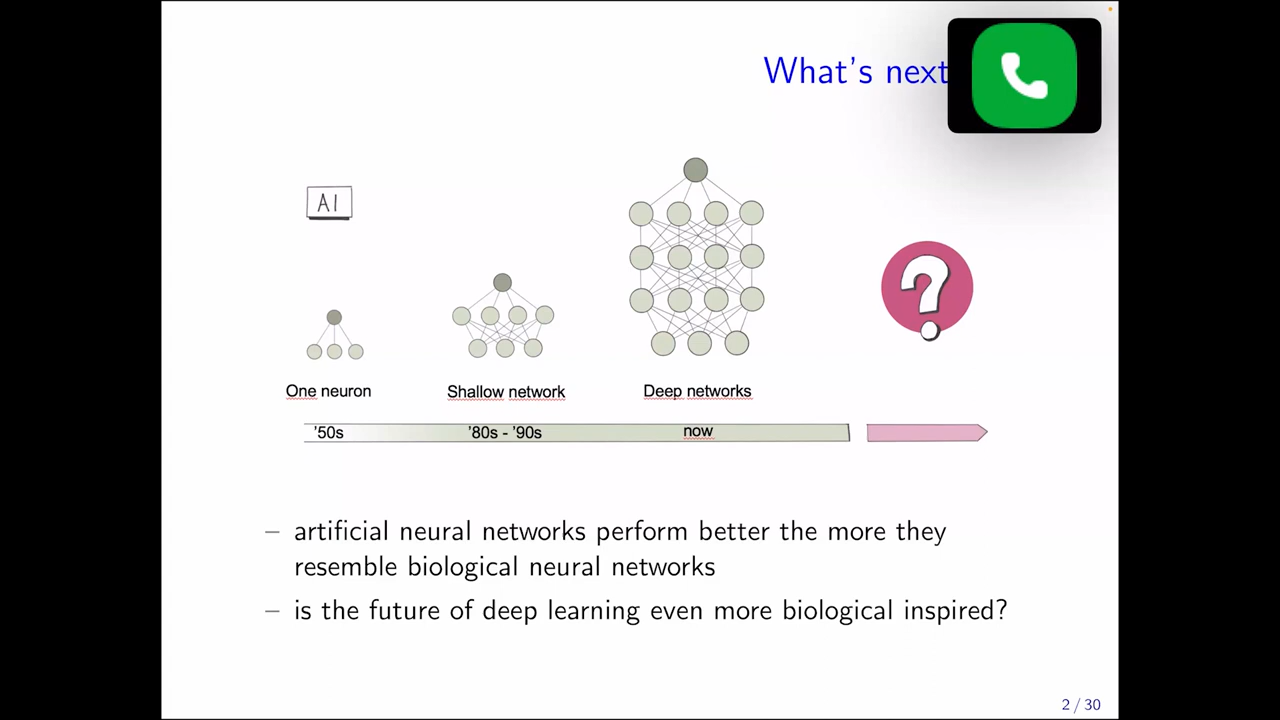 What's next
AI
One neuron
Shallow network
Deep networks
'50s
'80s - '90s
now
– artificial neural networks perform better the more they
resemble biological neural networks
– is the future of deep learning even more biological inspired?
2 / 30